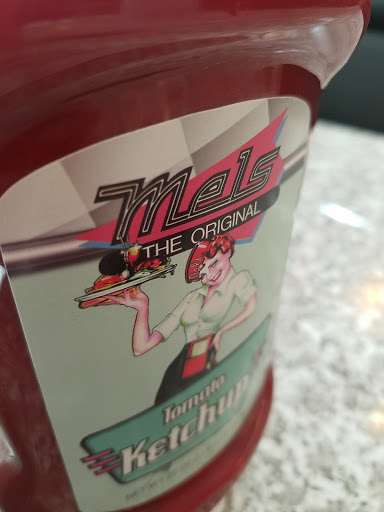 Mels
THE ORIGINAL
Tomato
Ketchup